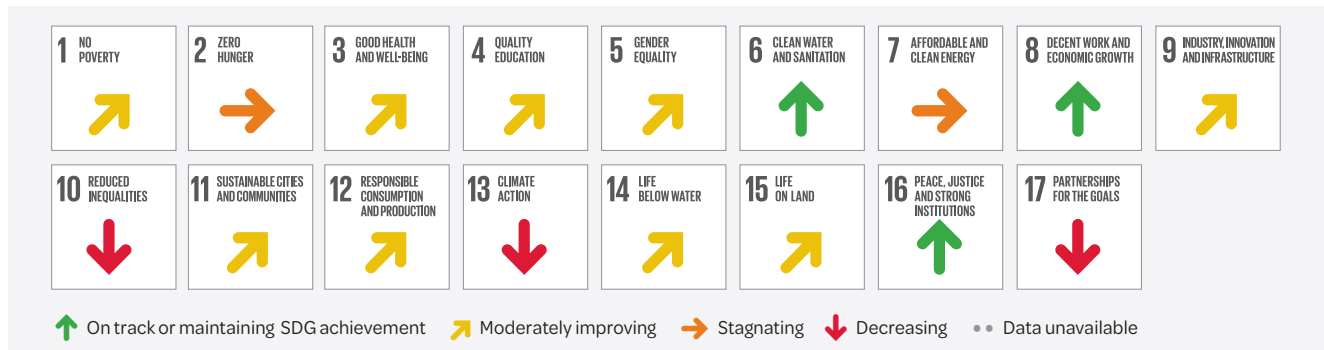 1 NO
POVERTY
2 ZERO
HUNGER
3 GOOD HEALTH
AND WELL-BEING
4 QUALITY
EDUCATION
5 GENDER
EQUALITY
6 CLEAN WATER
AND SANITATION
7 AFFORDABLE AND
CLEAN ENERGY
8 DECENT WORK AND
ECONOMIC GROWTH
9 INDUSTRY, INNOVATION
AND INFRASTRUCTURE
10 REDUCED
INEQUALITIES
11 SUSTAINABLE CITIES
AND COMMUNITIES
12 RESPONSIBLE
CONSUMPTION
AND PRODUCTION
13 CLIMATE
ACTION
14 LIFE
BELOW WATER
15 LIFE
ON LAND
16 PEACE, JUSTICE
AND STRONG
INSTITUTIONS
17 PARTNERSHIPS
FOR THE GOALS
On track or maintaining SDG achievement
Moderately improving
Stagnating
Decreasing
Data unavailable